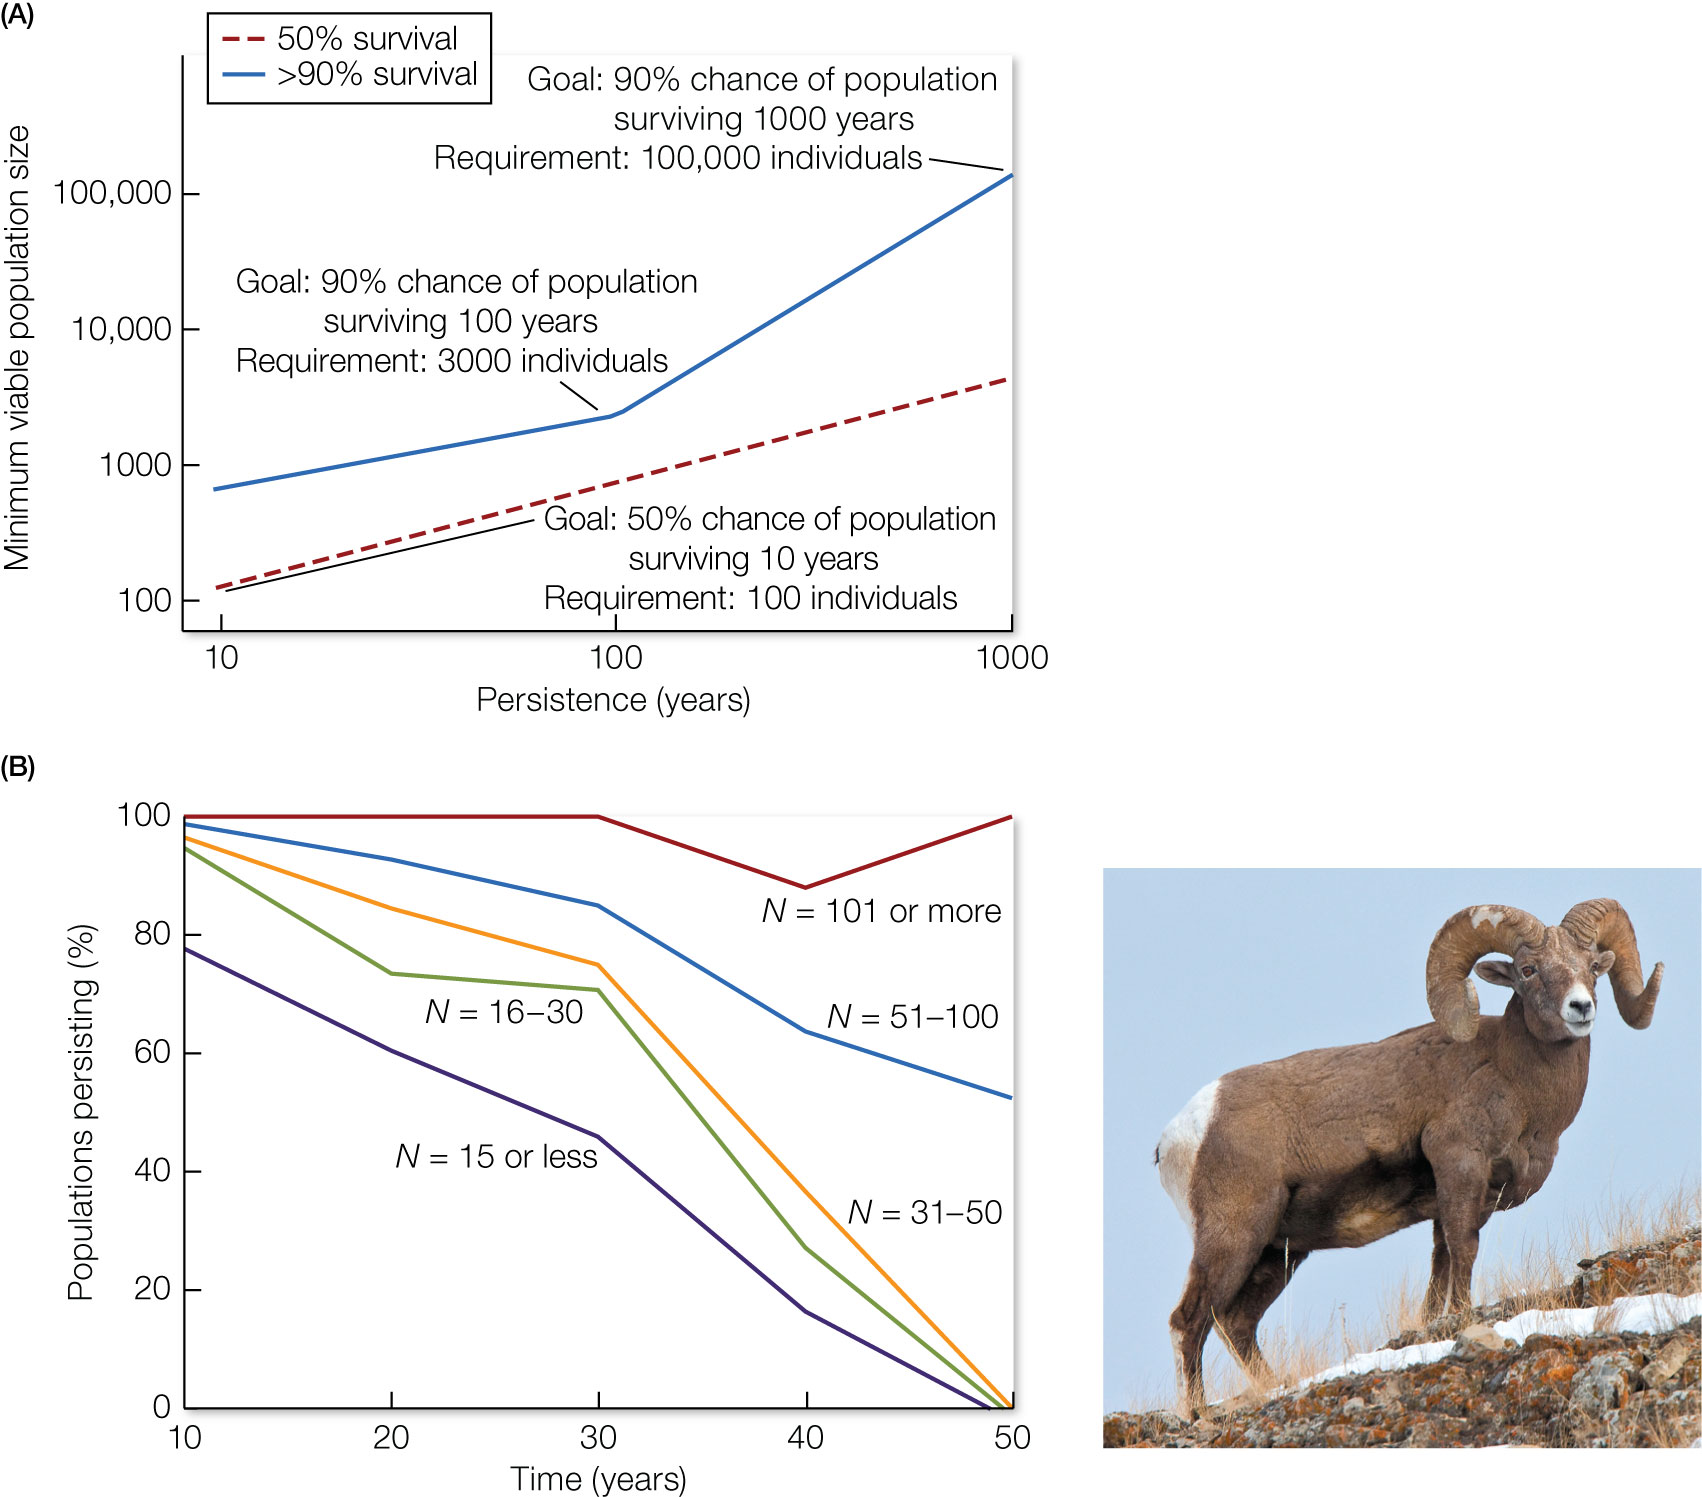 (A)
50% survival
>90% survival
Goal: 90% chance of population
surviving 1000 years
Requirement: 100,000 individuals
Goal: 90% chance of population
surviving 100 years
Requirement: 3000 individuals
Goal: 50% chance of population
surviving 10 years
Requirement: 100 individuals
Minimum viable population size
100,000
10,000
1000
100
10 100 1000
Persistence (years)
(B)
Populations persisting (%)
100
80
60
40
20
0
N = 101 or more
N = 51–100
N = 16–30
N = 15 or less
N = 31–50
10 20 30 40 50
Time (years)